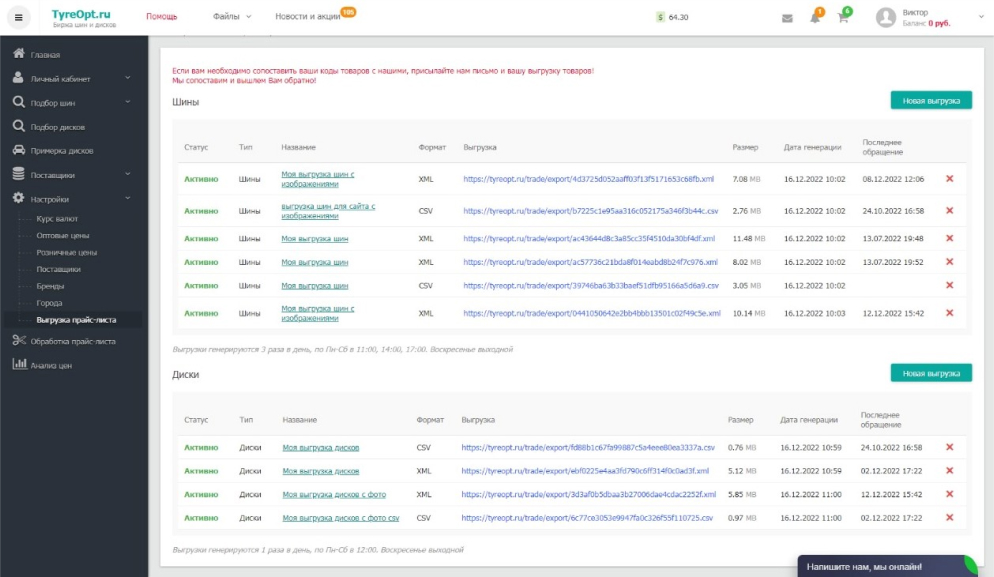 TyreOpt.ru
Биржа шин и дисков
Помощь
Файлы
Новости и акции 105
$ 64.30
1
6
Виктор
Баланс: 0 руб.
Главная
Личный кабинет
Подбор шин
Подбор дисков
Примерка дисков
Поставщики
Настройки
Курс валют
Оптовые цены
Розничные цены
Поставщики
Бренды
Города
Выгрузка прайс-листа
Обработка прайс-листа
Анализ цен
Если вам необходимо сопоставить ваши коды товаров с нашими, присылайте нам письмо и вашу выгрузку товаров!
Мы сопоставим и вышлем Вам обратно!
Шины
Новая выгрузка
Статус Тип Название Формат Выгрузка Размер Дата генерации Последнее обращение
Активно Шины Моя выгрузка шин с изображениями XML https://tyreopt.ru/trade/export/4d3725d052aaff03f13f5171653c68fb.xml 7.08 MB 16.12.2022 10:02 08.12.2022 12:06
Активно Шины выгрузка шин для сайта с изображениями CSV https://tyreopt.ru/trade/export/b7225c1e95aa316c052175a346f3b44c.csv 2.76 MB 16.12.2022 10:02 24.10.2022 16:58
Активно Шины Моя выгрузка шин XML https://tyreopt.ru/trade/export/ac43644d8c3a85cc35f4510da30bf4df.xml 11.48 MB 16.12.2022 10:02 13.07.2022 19:48
Активно Шины Моя выгрузка шин XML https://tyreopt.ru/trade/export/ac57736c21bda8f014eabd8b24f7c976.xml 8.02 MB 16.12.2022 10:02 13.07.2022 19:52
Активно Шины Моя выгрузка шин CSV https://tyreopt.ru/trade/export/39746ba63b33baef51dfb95166a5d6a9.csv 3.05 MB 16.12.2022 10:02
Активно Шины Моя выгрузка шин с изображениями XML https://tyreopt.ru/trade/export/0441050642e2bb4bbb13501c02f49c5e.xml 10.14 MB 16.12.2022 10:03 12.12.2022 15:42
Выгрузки генерируются 3 раза в день, по Пн-Сб в 11:00, 14:00, 17:00. Воскресенье выходной
Диски
Новая выгрузка
Статус Тип Название Формат Выгрузка Размер Дата генерации Последнее обращение
Активно Диски Моя выгрузка дисков CSV https://tyreopt.ru/trade/export/fd88b1c67fa99887c5a4eee80ea3337a.csv 0.76 MB 16.12.2022 10:59 24.10.2022 16:58
Активно Диски Моя выгрузка дисков XML https://tyreopt.ru/trade/export/ebf0225e4aa3fd790c6ff314f0c0ad3f.xml 5.12 MB 16.12.2022 10:59 02.12.2022 17:22
Активно Диски Моя выгрузка дисков с фото XML https://tyreopt.ru/trade/export/3d3af0b5dbaa3b27006dae4cdac2252f.xml 5.85 MB 16.12.2022 11:00 12.12.2022 15:42
Активно Диски Моя выгрузка дисков с фото csv CSV https://tyreopt.ru/trade/export/6c77ce3053e9947fa0c326f55f110725.csv 0.97 MB 16.12.2022 11:00 02.12.2022 17:22
Выгрузки генерируются 1 раза в день, по Пн-Сб в 12:00. Воскресенье выходной
Напишите нам, мы онлайн!